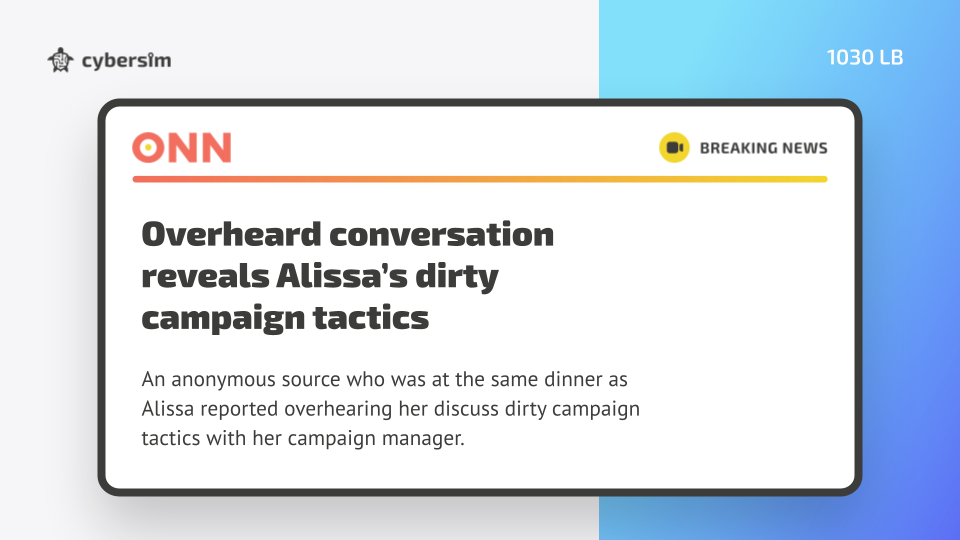 cybersim
1030 LB
ONN
BREAKING NEWS
Overheard conversation
reveals Alissa’s dirty
campaign tactics
An anonymous source who was at the same dinner as
Alissa reported overhearing her discuss dirty campaign
tactics with her campaign manager.